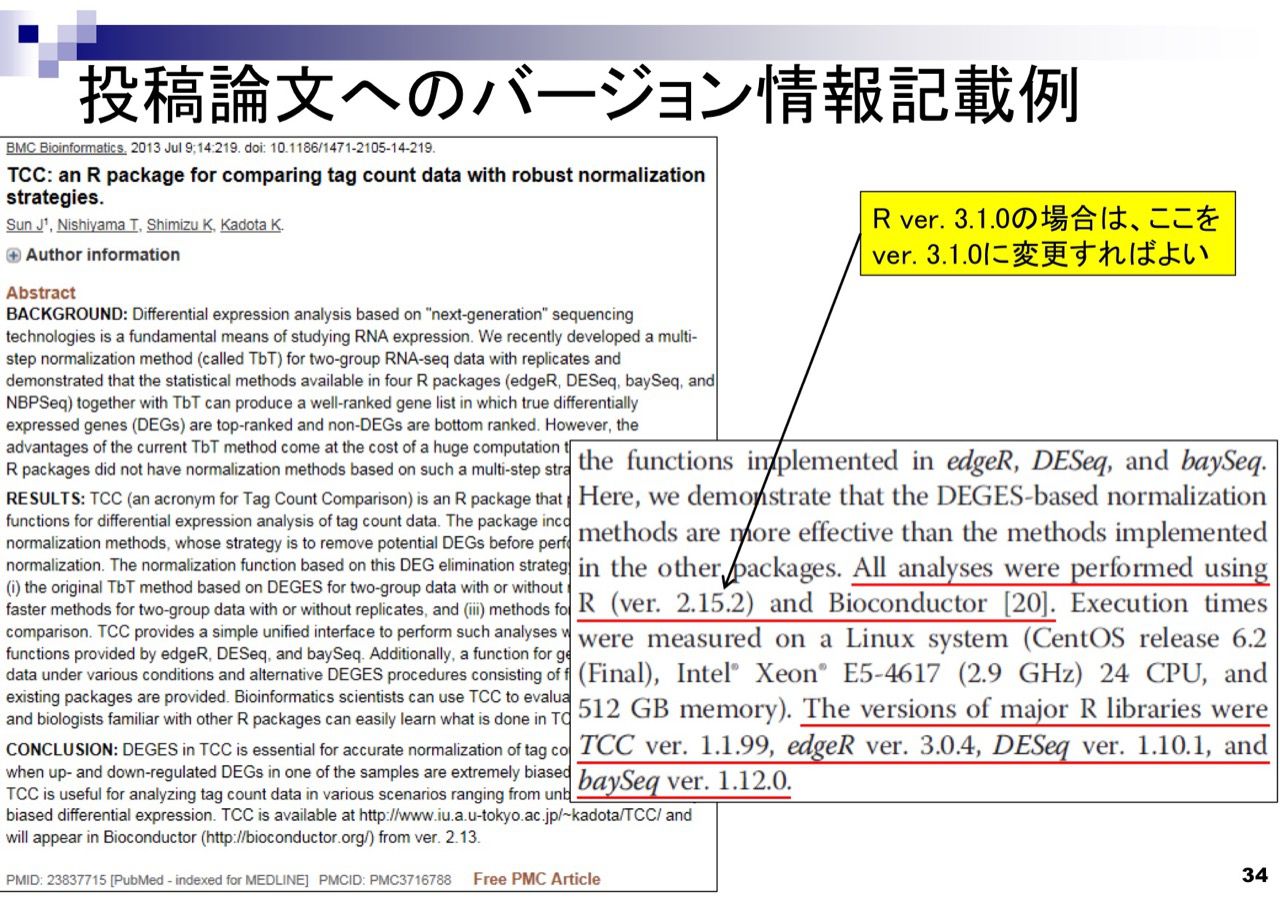 投稿論文へのバージョン情報記載例
BMC Bioinformatics. 2013 Jul 9;14:219. doi: 10.1186/1471-2105-14-219.
TCC: an R package for comparing tag count data with robust normalization
strategies.
Sun J¹, Nishiyama T, Shimizu K, Kadota K.
Author information
Abstract
BACKGROUND: Differential expression analysis based on "next-generation" sequencing
technologies is a fundamental means of studying RNA expression. We recently developed a multi-
step normalization method (called TbT) for two-group RNA-seq data with replicates and
demonstrated that the statistical methods available in four R packages (edgeR, DESeq, baySeq, and
NBPSeq) together with TbT can produce a well-ranked gene list in which true differentially
expressed genes (DEGs) are top-ranked and non-DEGs are bottom ranked. However, the
advantages of the current TbT method come at the cost of a huge computation t
R packages did not have normalization methods based on such a multi-step stra
RESULTS: TCC (an acronym for Tag Count Comparison) is an R package that
functions for differential expression analysis of tag count data. The package inco
normalization methods, whose strategy is to remove potential DEGs before perfo
normalization. The normalization function based on this DEG elimination strateg
(i) the original TbT method based on DEGES for two-group data with or without
faster methods for two-group data with or without replicates, and (iii) methods fo
comparison. TCC provides a simple unified interface to perform such analyses w
functions provided by edgeR, DESeq, and baySeq. Additionally, a function for ge
data under various conditions and alternative DEGES procedures consisting of f
existing packages are provided. Bioinformatics scientists can use TCC to evalua
and biologists familiar with other R packages can easily learn what is done in TC
CONCLUSION: DEGES in TCC is essential for accurate normalization of tag co
when up- and down-regulated DEGs in one of the samples are extremely biased
TCC is useful for analyzing tag count data in various scenarios ranging from unb
biased differential expression. TCC is available at http://www.iu.a.u-tokyo.ac.jp/~kadota/TCC/ and
will appear in Bioconductor (http://bioconductor.org/) from ver. 2.13.
PMID: 23837715 [PubMed - indexed for MEDLINE] PMCID: PMC3716788 Free PMC Article
R ver. 3.1.0の場合は、ここを
ver. 3.1.0に変更すればよい
the functions implemented in edgeR, DESeq, and baySeq.
Here, we demonstrate that the DEGES-based normalization
methods are more effective than the methods implemented
in the other packages. All analyses were performed using
R (ver. 2.15.2) and Bioconductor [20]. Execution times
were measured on a Linux system (CentOS release 6.2
(Final), Intel® Xeon® E5-4617 (2.9 GHz) 24 CPU, and
512 GB memory). The versions of major R libraries were
TCC ver. 1.1.99, edgeR ver. 3.0.4, DESeq ver. 1.10.1, and
baySeq ver. 1.12.0.
34